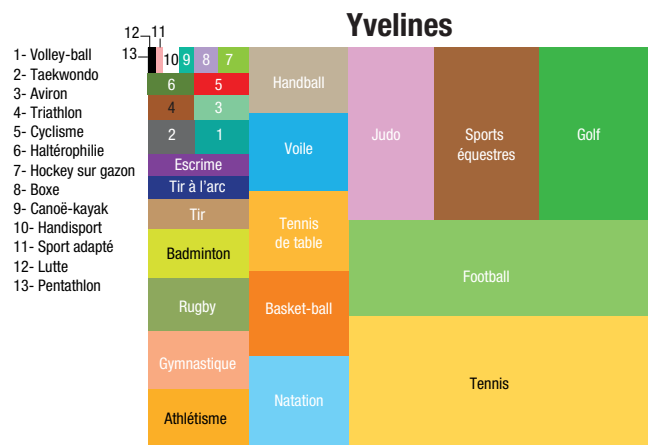 Yvelines
1- Volley-ball
2- Taekwondo
3- Aviron
4- Triathlon
5- Cyclisme
6- Haltérophilie
7- Hockey sur gazon
8- Boxe
9- Canoë-kayak
10- Handisport
11- Sport adapté
12- Lutte
13- Pentathlon
12
11
13
10
9
8
7
6
5
4
3
2
1
Escrime
Tir à l'arc
Tir
Badminton
Rugby
Gymnastique
Athlétisme
Handball
Voile
Tennis
de table
Basket-ball
Natation
Judo
Sports
équestres
Golf
Football
Tennis